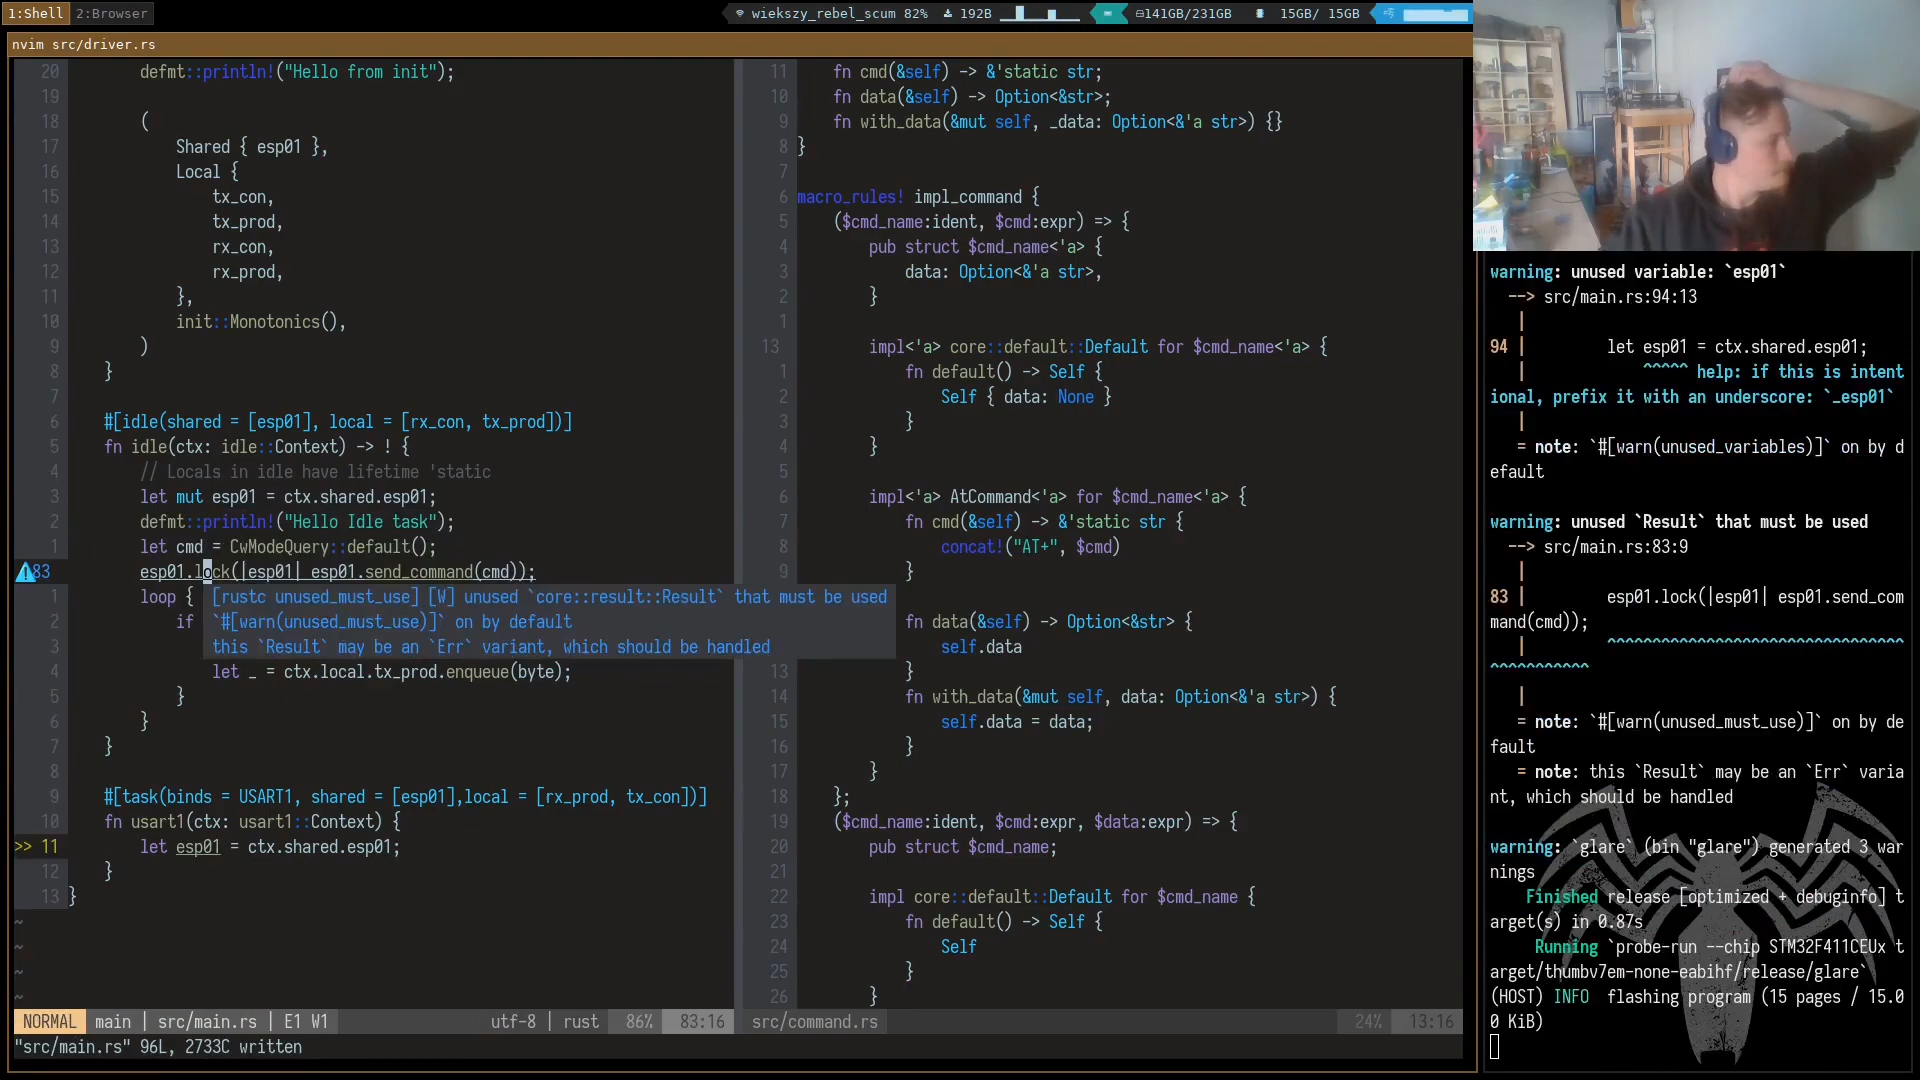 1:Shell 2:Browser
wiekszy_rebel_scum 82% 192B 141GB/231GB 15GB/ 15GB
nvim src/driver.rs
20 defmt::println!("Hello from init");
19
18 (
17 Shared { esp01 },
16 Local {
15 tx_con,
14 tx_prod,
13 rx_con,
12 rx_prod,
11 },
10 init::Monotonics(),
9 )
8 }
7
6 #[idle(shared = [esp01], local = [rx_con, tx_prod])]
5 fn idle(ctx: idle::Context) -> ! {
4 // Locals in idle have lifetime 'static
3 let mut esp01 = ctx.shared.esp01;
2 defmt::println!("Hello Idle task");
1 let cmd = CwModeQuery::default();
83 esp01.lock(|esp01| esp01.send_command(cmd));
1 loop { [rustc unused_must_use] [W] unused `core::result::Result` that must be used
2 if `#[warn(unused_must_use)]` on by default
3 this `Result` may be an `Err` variant, which should be handled
4 let _ = ctx.local.tx_prod.enqueue(byte);
5 }
6 }
7 }
8
9 #[task(binds = USART1, shared = [esp01],local = [rx_prod, tx_con])]
10 fn usart1(ctx: usart1::Context) {
>> 11 let esp01 = ctx.shared.esp01;
12 }
13 }
~
~
~
~
NORMAL main | src/main.rs | E1 W1 utf-8 | rust 86% 83:16
"src/main.rs" 96L, 2733C written
11 fn cmd(&self) -> &'static str;
10 fn data(&self) -> Option<&str>;
9 fn with_data(&mut self, _data: Option<&'a str>) {}
8 }
7
6 macro_rules! impl_command {
5 ($cmd_name:ident, $cmd:expr) => {
4 pub struct $cmd_name<'a> {
3 data: Option<&'a str>,
2 }
1
13 impl<'a> core::default::Default for $cmd_name<'a> {
1 fn default() -> Self {
2 Self { data: None }
3 }
4 }
5
6 impl<'a> AtCommand<'a> for $cmd_name<'a> {
7 fn cmd(&self) -> &'static str {
8 concat!("AT+", $cmd)
9 }
fn data(&self) -> Option<&str> {
self.data
13 }
14 fn with_data(&mut self, data: Option<&'a str>) {
15 self.data = data;
16 }
17 }
18 };
19 ($cmd_name:ident, $cmd:expr, $data:expr) => {
20 pub struct $cmd_name;
21
22 impl core::default::Default for $cmd_name {
23 fn default() -> Self {
24 Self
25 }
26 }
src/command.rs 24% 13:16
warning: unused variable: `esp01`
--> src/main.rs:94:13
|
94 | let esp01 = ctx.shared.esp01;
| ^^^^^ help: if this is intent
ional, prefix it with an underscore: `_esp01`
|
= note: `#[warn(unused_variables)]` on by d
efault
warning: unused `Result` that must be used
--> src/main.rs:83:9
|
83 | esp01.lock(|esp01| esp01.send_com
mand(cmd));
| ^^^^^^^^^^^^^^^^^^^^^^^^^^^^^^^^^
^^^^^^^^^^^
|
= note: `#[warn(unused_must_use)]` on by de
fault
= note: this `Result` may be an `Err` varia
nt, which should be handled
warning: `glare` (bin "glare") generated 3 war
nings
Finished release [optimized + debuginfo] t
arget(s) in 0.87s
Running `probe-run --chip STM32F411CEUx t
arget/thumbv7em-none-eabihf/release/glare`
(HOST) INFO flashing program (15 pages / 15.0
0 KiB)